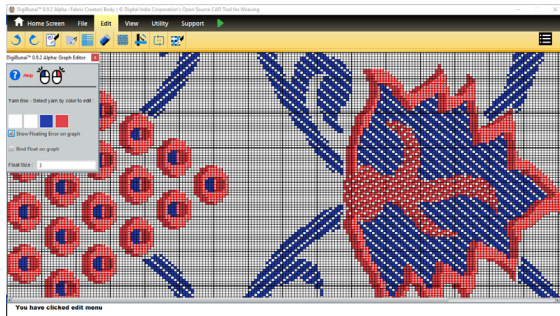 DigiBunai™ 0.9.2 Alpha - Fabric Creator( Body ) © Digital India Corporation's Open Source CAD Tool for Weaving
Home Screen File Edit View Utility Support
DigiBunai™ 0.9.2 Alpha: Graph Editor
Help
Yarn Box - Select yarn by color to edit :
Show Floating Error on graph
Bind Float on graph
Float Size :
You have clicked edit menu